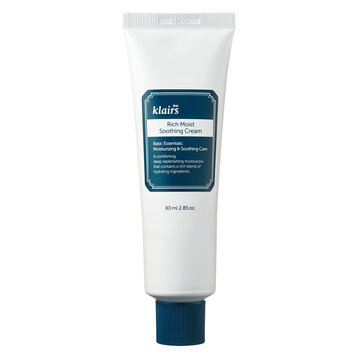 klairs
Rich Moist
Soothing Cream
Basic Essentials :
Moisturizing & Soothing Care
A comforting
deep replenishing moisturizer,
that contains a rich blend of
hydrating ingredients.
80 ml 2.85 oz.